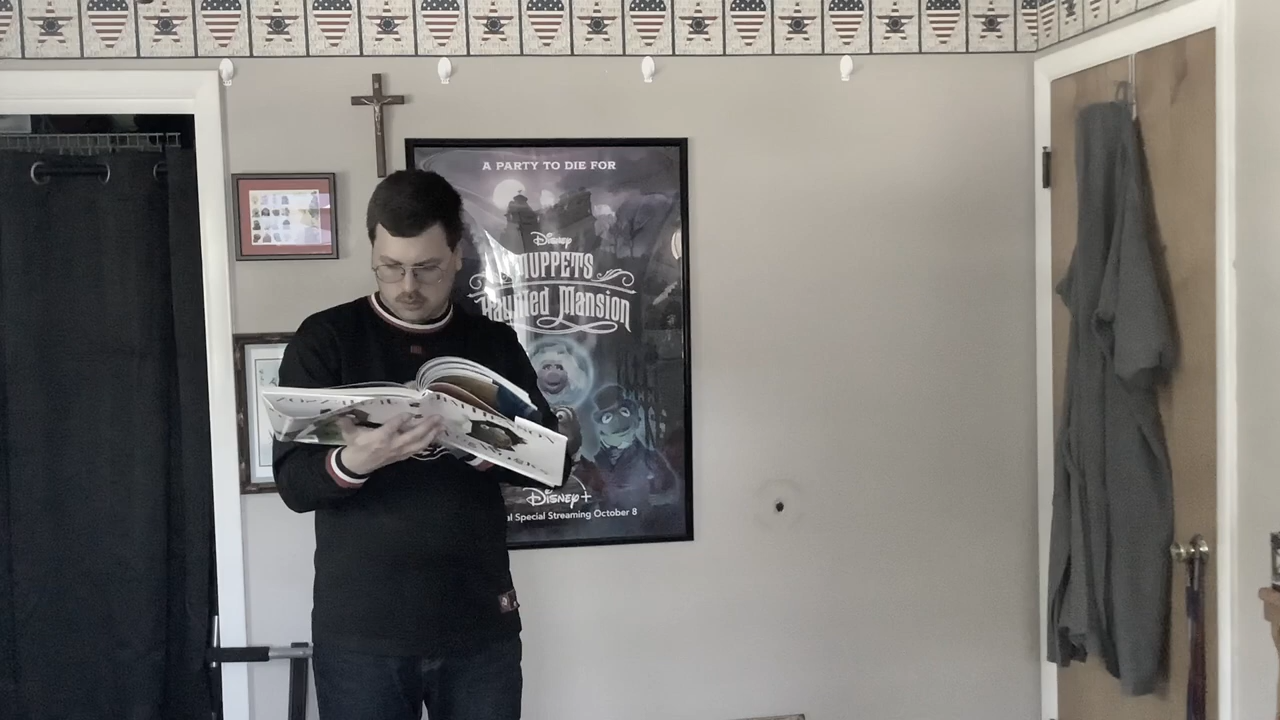 A PARTY TO DIE FOR
Disney
MUPPETS
Haunted Mansion
Disney+
al Special Streaming October 8